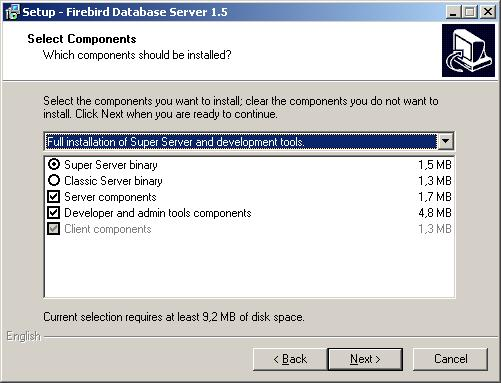 Setup - Firebird Database Server 1.5
Select Components
Which components should be installed?
Select the components you want to install; clear the components you do not want to
install. Click Next when you are ready to continue.
Full installation of Super Server and development tools.
Super Server binary 1,5 MB
Classic Server binary 1,3 MB
Server components 1,7 MB
Developer and admin tools components 4,8 MB
Client components 1,3 MB
Current selection requires at least 9,2 MB of disk space.
English
< Back Next > Cancel